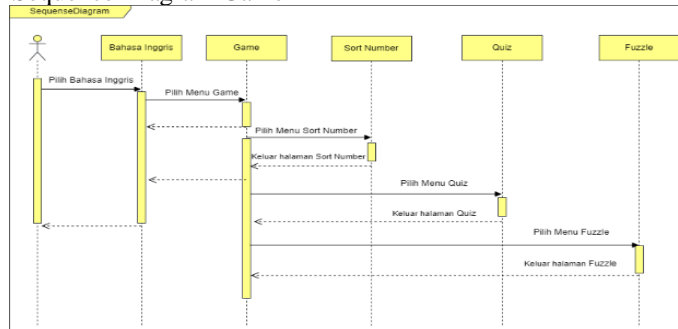 SequenseDiagram
Bahasa Inggris
Game
Sort Number
Quiz
Fuzzle
Pilih Bahasa Inggris
Pilih Menu Game
Pilih Menu Sort Number
Keluar halaman Sort Number
Pilih Menu Quiz
Keluar halaman Quiz
Pilih Menu Fuzzle
Keluar halaman Fuzzle